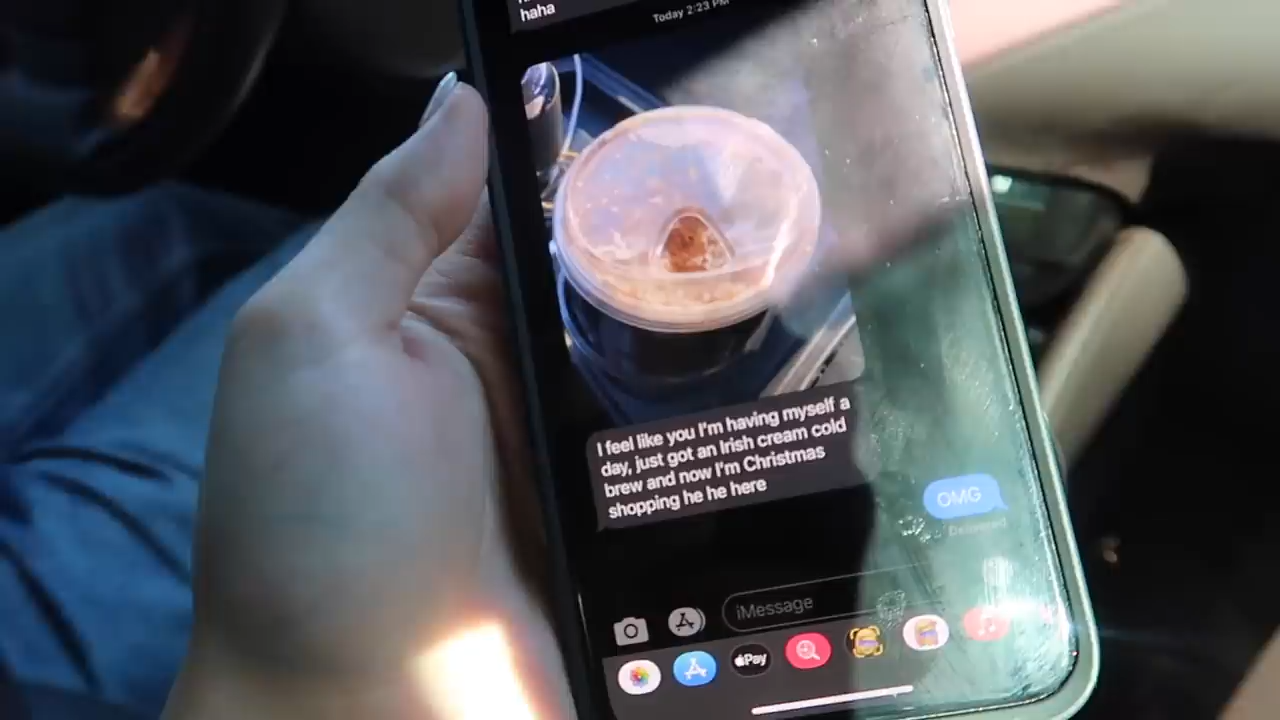 haha
Today 2:23 PM
I feel like you I'm having myself a
day, just got an Irish cream cold
brew and now I'm Christmas
shopping he he here
OMG
Delivered
iMessage
Pay